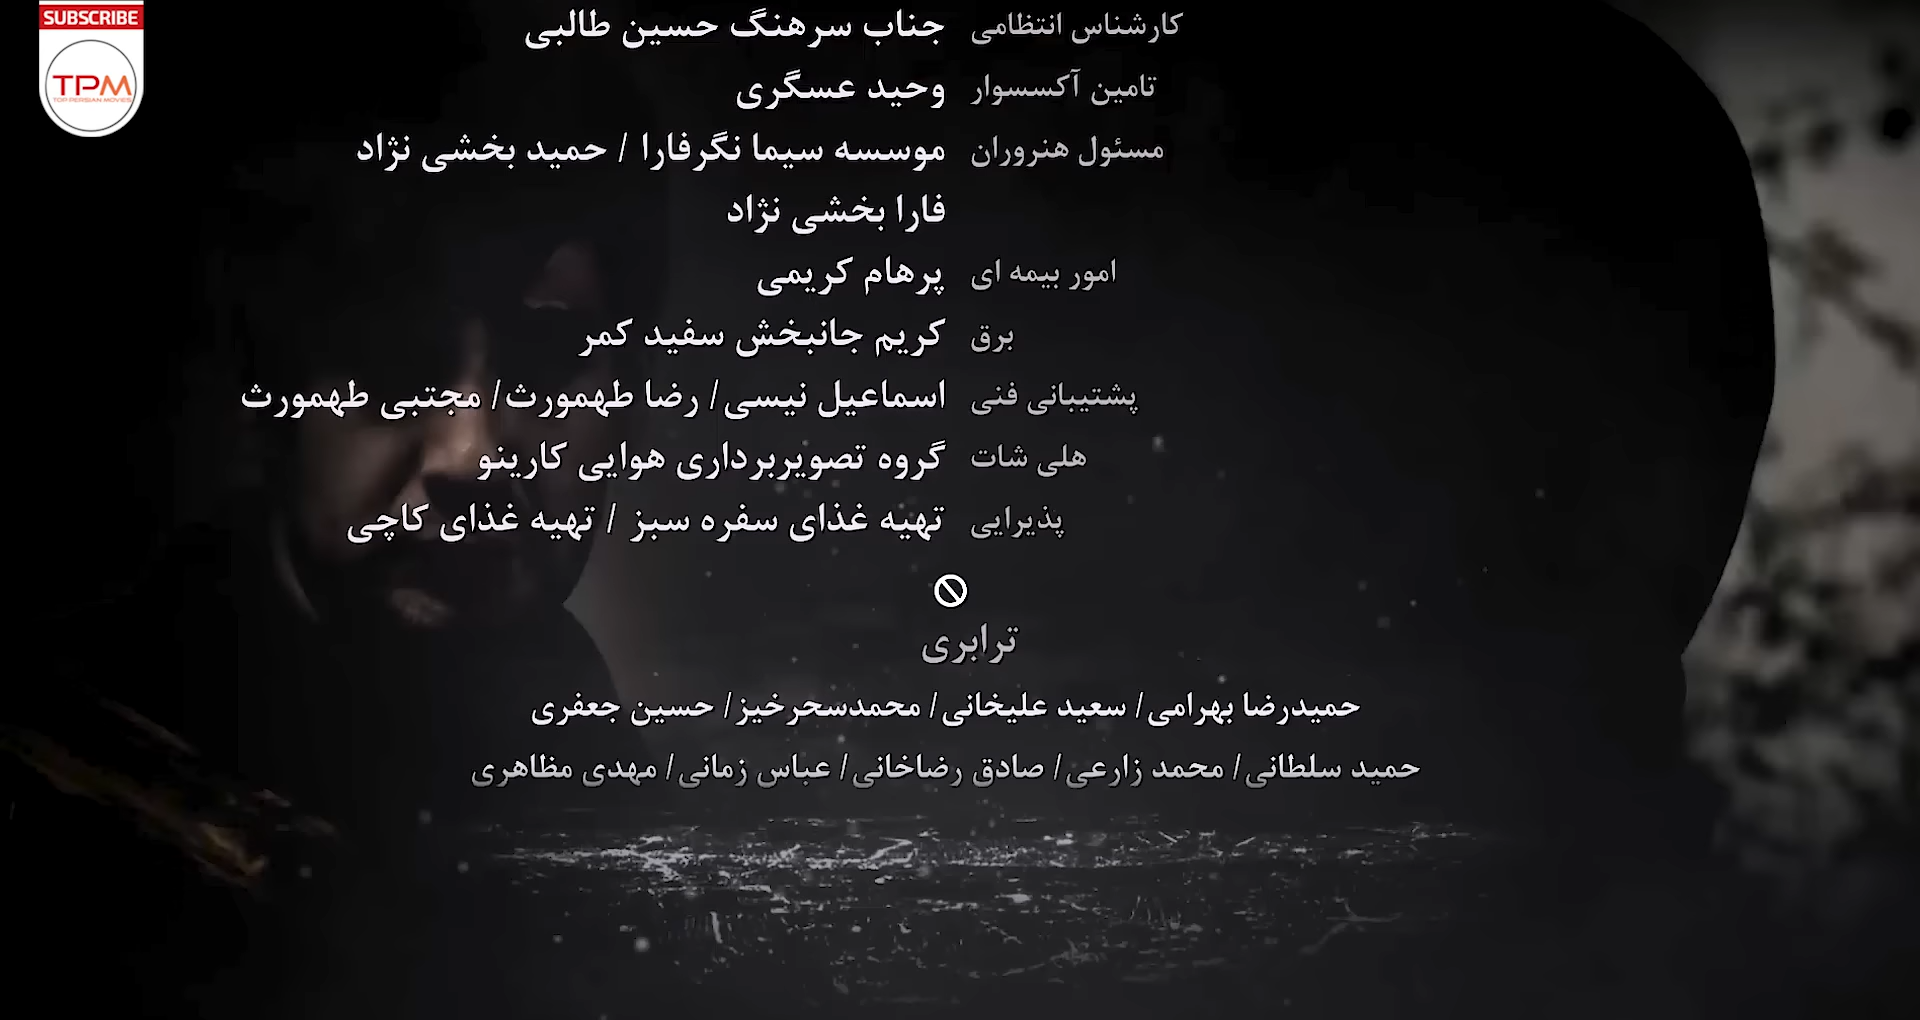 SUBSCRIBE
TPM
TOP PERSIAN MOVIES
کارشناس انتظامی جناب سرهنگ حسین طالبی
تامین آکسسوار وحید عسگری
مسئول هنروران موسسه سیما نگرفارا / حمید بخشی نژاد
فارا بخشی نژاد
امور بیمه ای پرهام کریمی
برق کریم جانبخش سفید کمر
پشتیبانی فنی اسماعیل نیسی/ رضا طهمورث/ مجتبی طهمورث
هلی شات گروه تصویربرداری هوایی کارینو
پذیرایی تهیه غذای سفره سبز / تهیه غذای کاچی
ترابری
حمیدرضا بهرامی/ سعید علیخانی/ محمدسحرخیز/ حسین جعفری
حمید سلطانی/ محمد زارعی/ صادق رضاخانی/ عباس زمانی/ مهدی مظاهری